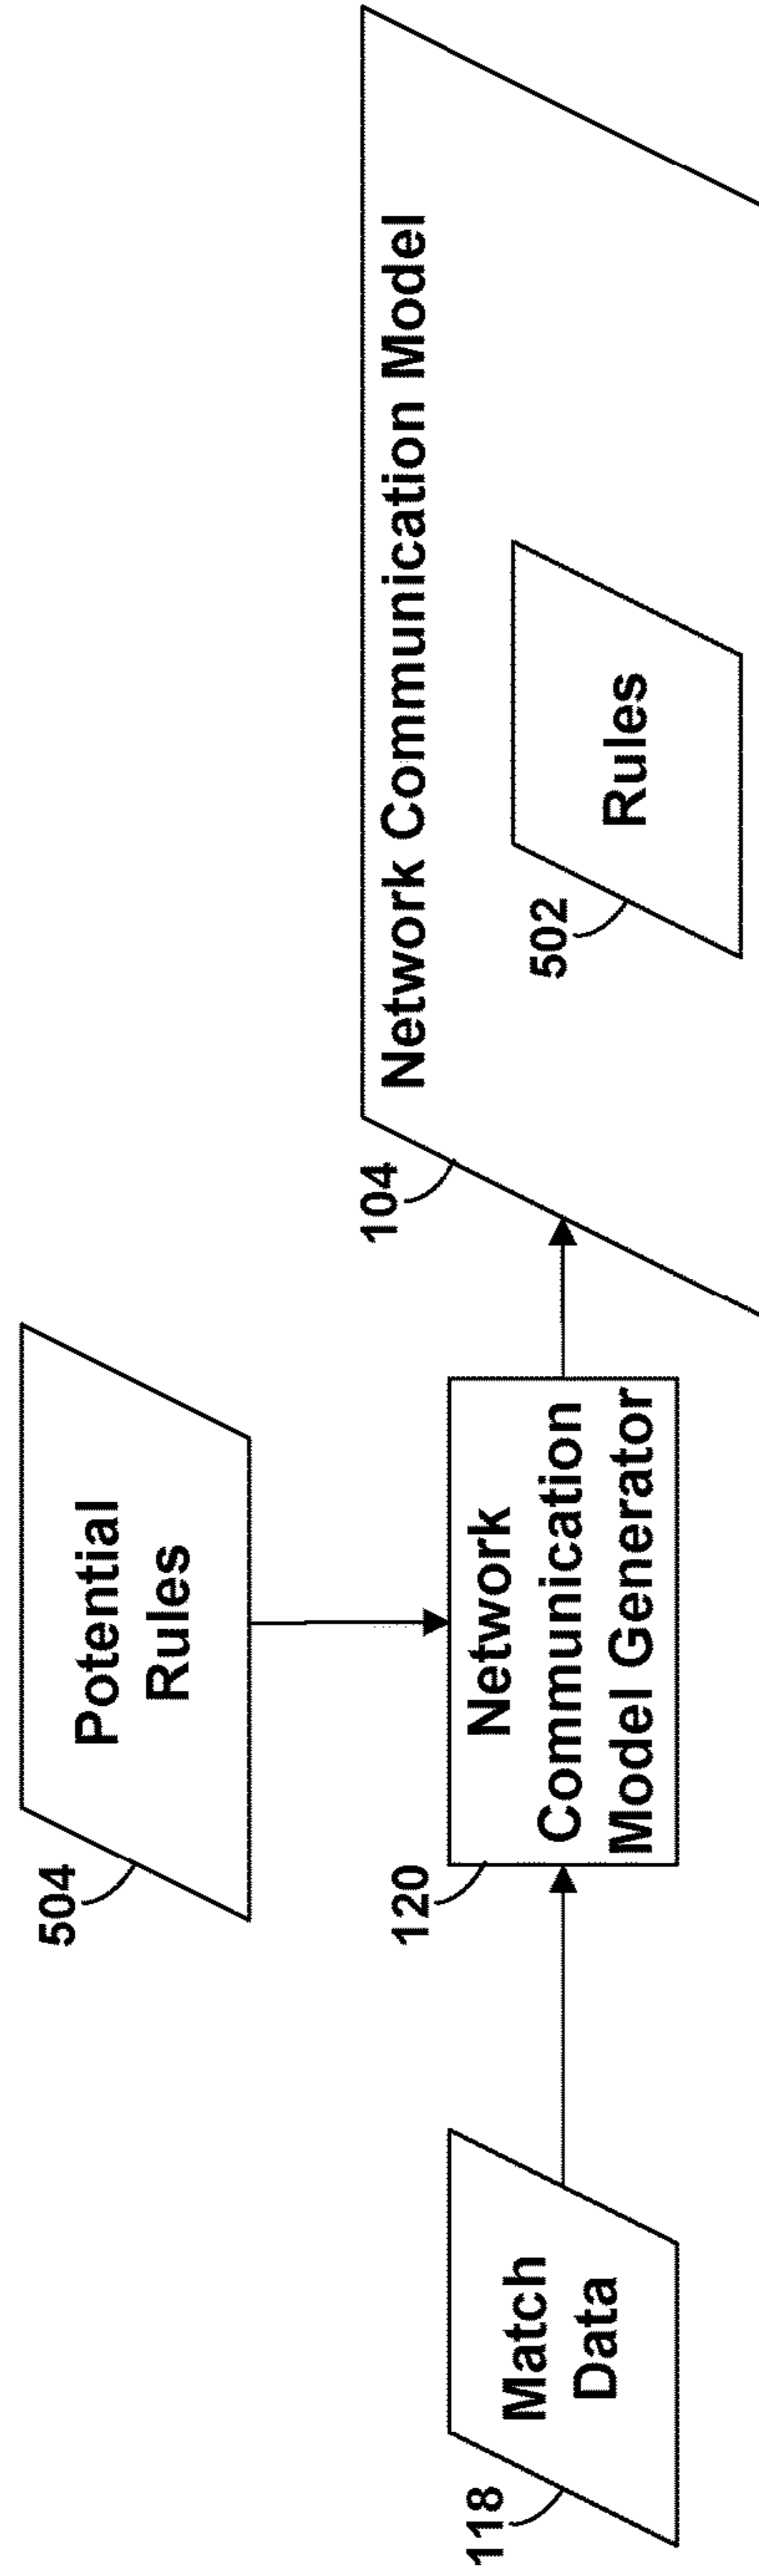 504
Potential
Rules
118
Match
Data
120
Network
Communication
Model Generator
104
Network Communication Model
502
Rules